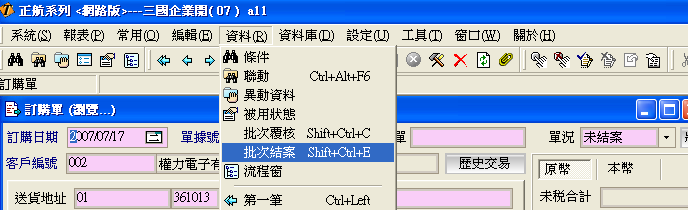 正航系列 <網路版>---三國企業開(07) all
系統(S) 報表(P) 常用(O) 編輯(E) 資料(R) 資料庫(D) 設定(U) 工具(T) 窗口(W) 關於(H)
條件
聯動 Ctrl+Alt+F6
異動資料
被用狀態
批次覆核 Shift+Ctrl+C
批次結案 Shift+Ctrl+E
流程窗
第一筆 Ctrl+Left
訂購單
訂購單 (瀏覽...)
訂購日期 2007/07/17 單據號 單 單況 未結案
客戶編號 002 權力電子有 歷史交易 原幣 本幣
送貨地址 01 361013 未稅合計